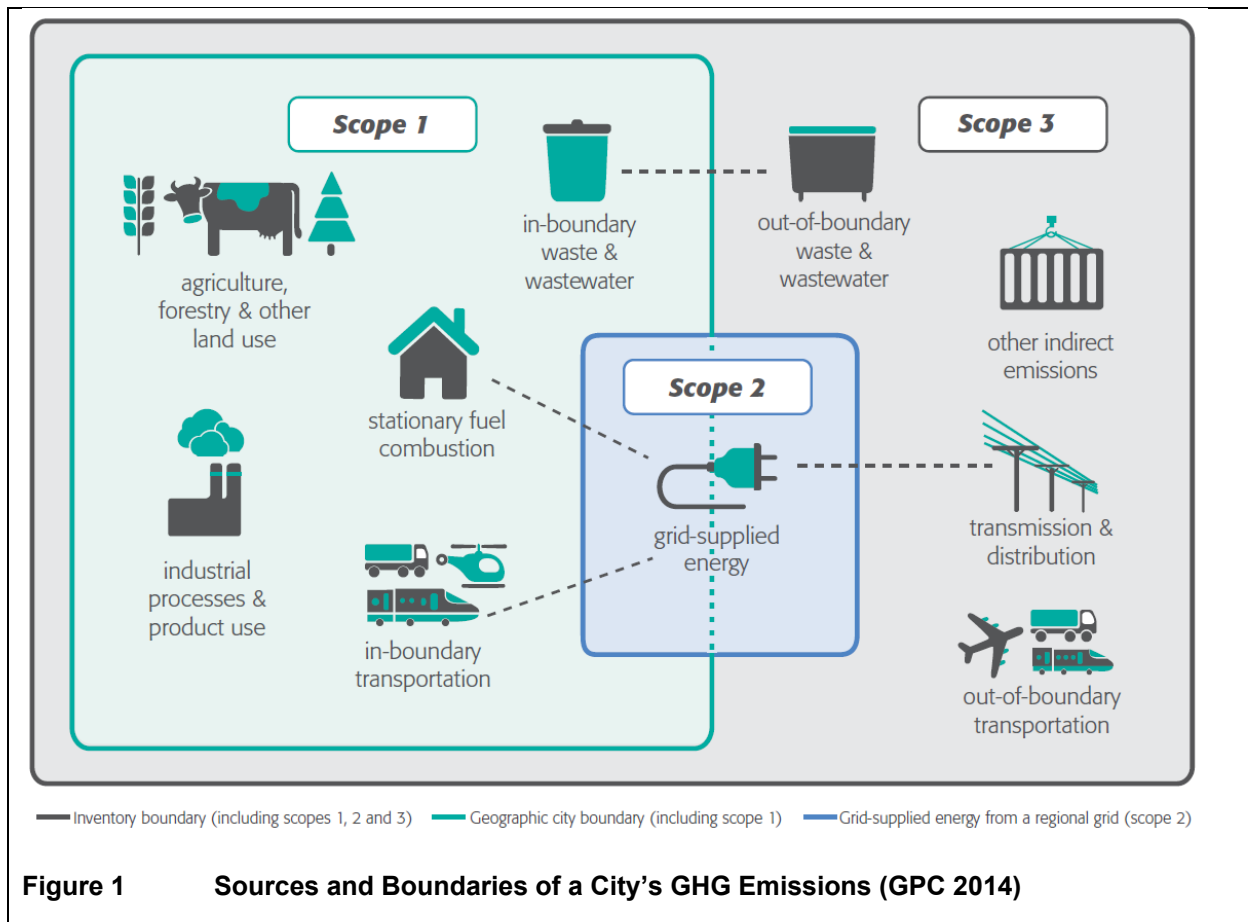 Scope 1
Scope 3
in-boundary
waste &
wastewater
out-of-boundary
waste &
wastewater
agriculture,
forestry & other
land use
other indirect
emissions
Scope 2
stationary fuel
combustion
grid-supplied
energy
transmission &
distribution
industrial
processes &
product use
in-boundary
transportation
out-of-boundary
transportation
Inventory boundary (including scopes 1, 2 and 3) Geographic city boundary (including scope 1) Grid-supplied energy from a regional grid (scope 2)
Figure 1 Sources and Boundaries of a City’s GHG Emissions (GPC 2014)